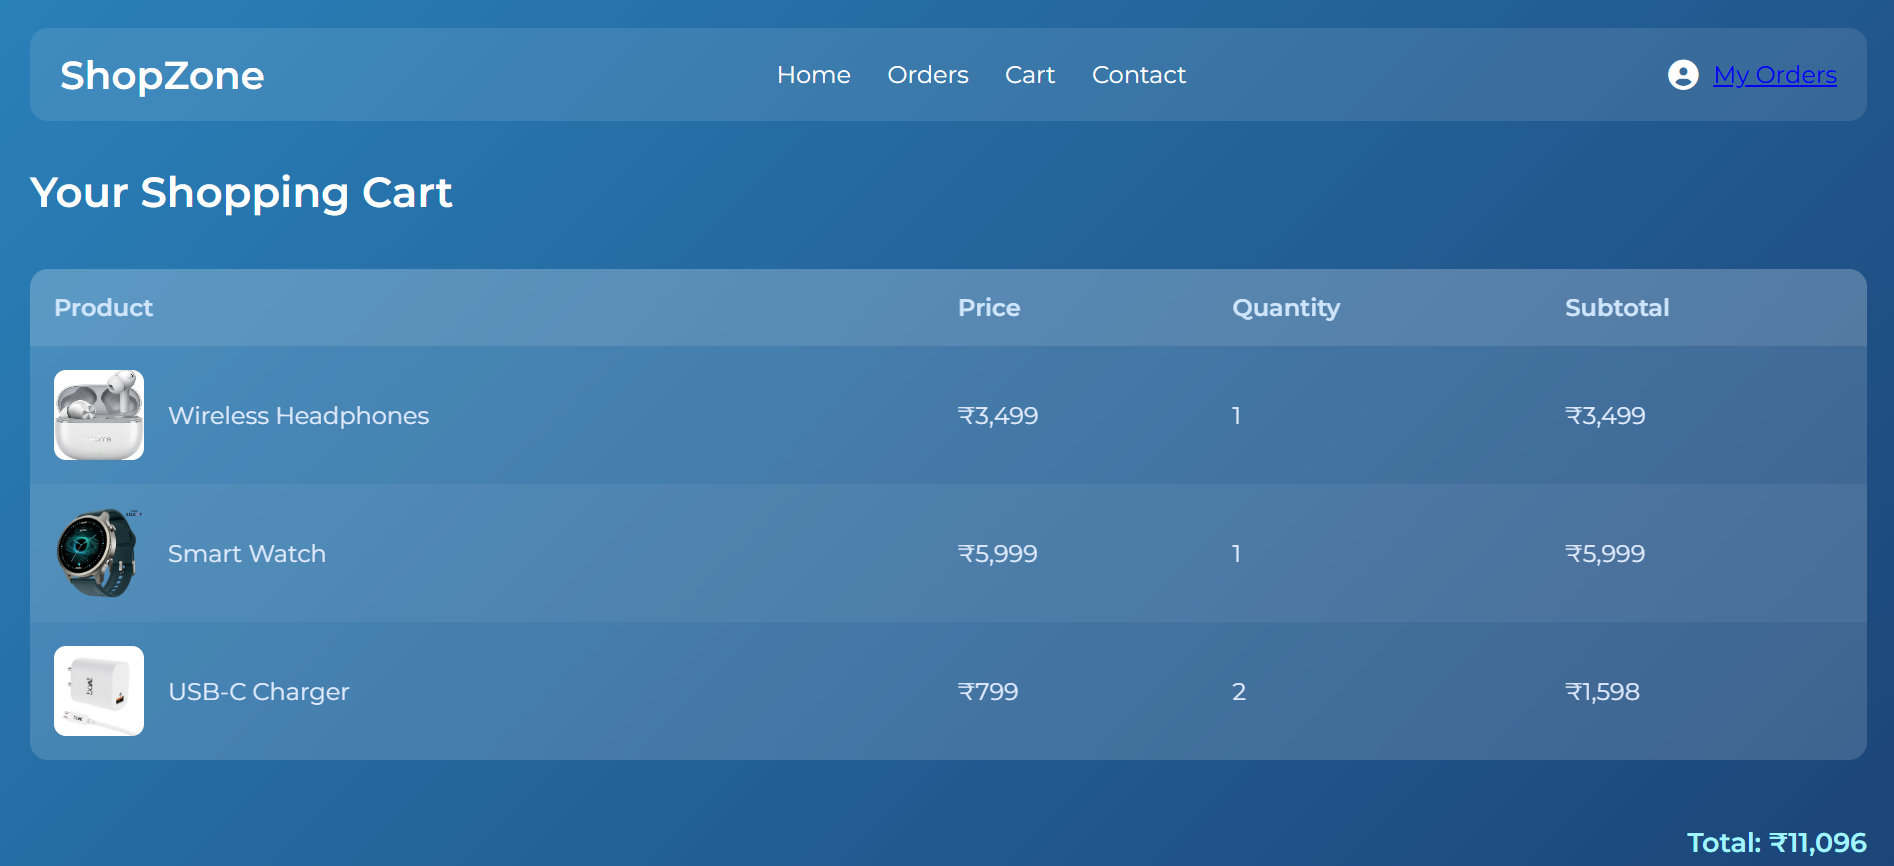 ShopZone
Home Orders Cart Contact
My Orders
Your Shopping Cart
Product Price Quantity Subtotal
Wireless Headphones ₹3,499 1 ₹3,499
Smart Watch ₹5,999 1 ₹5,999
USB-C Charger ₹799 2 ₹1,598
Total: ₹11,096